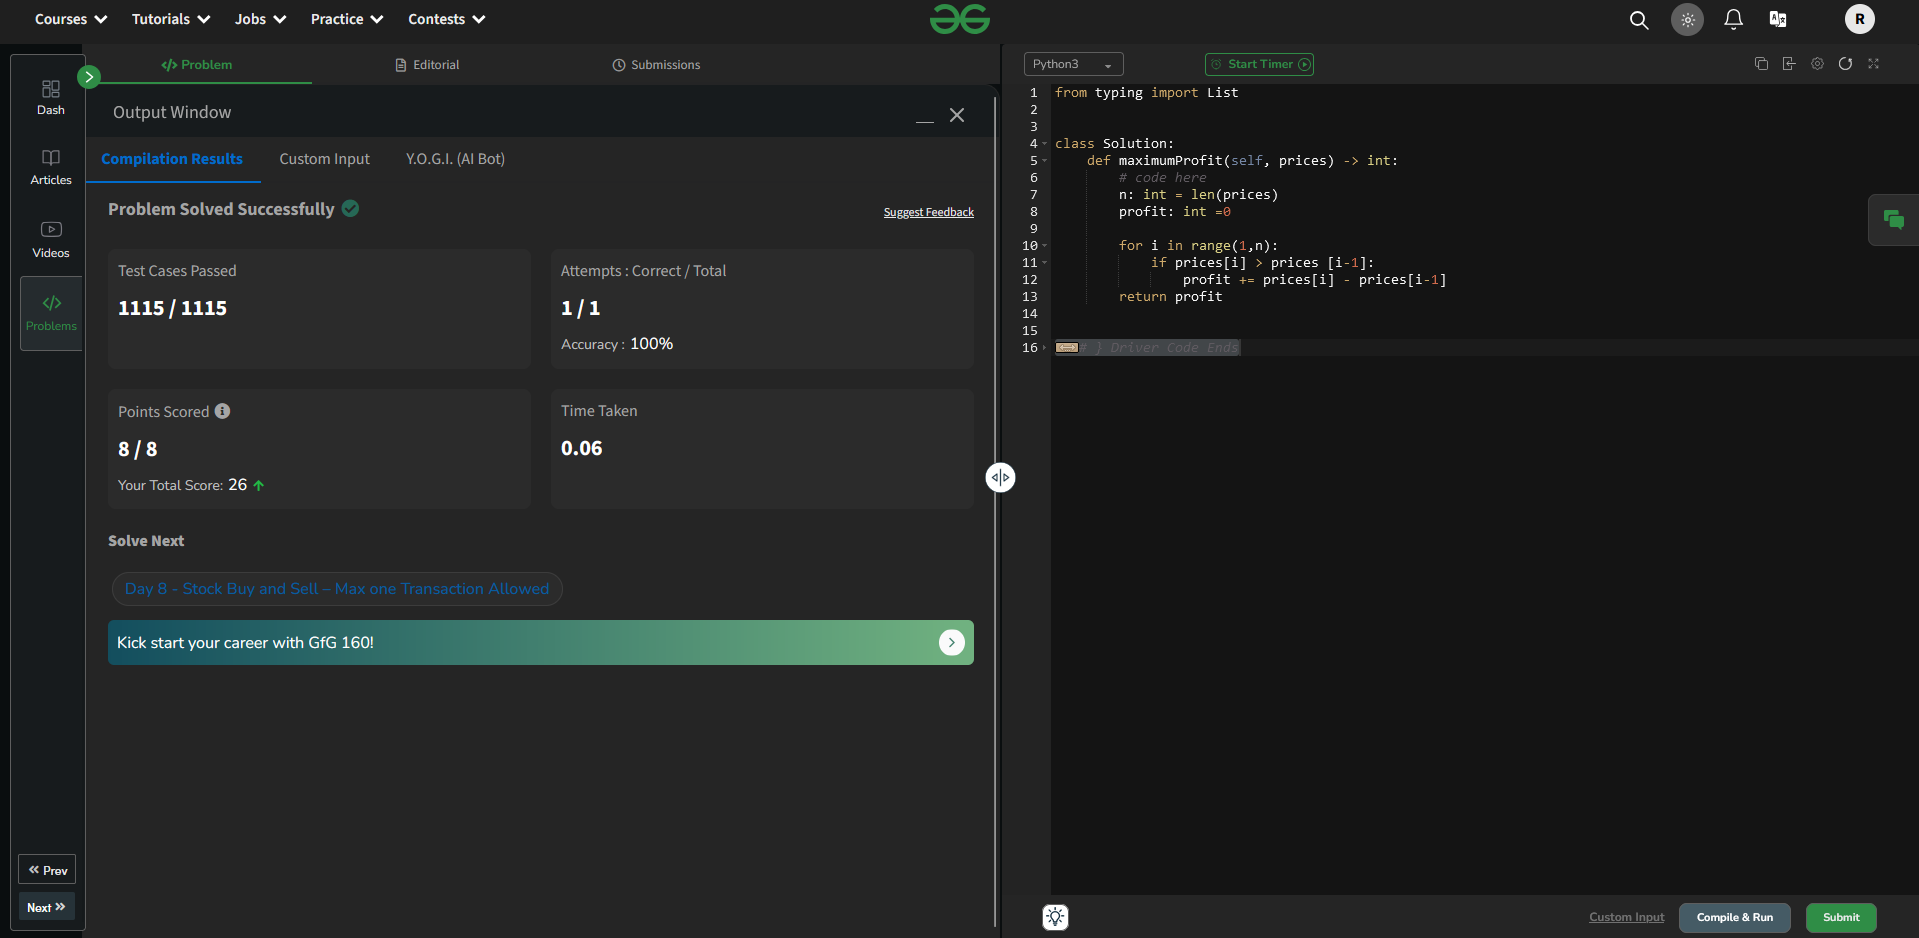 Courses Tutorials Jobs Practice Contests
R
Dash
Articles
Videos
Problems
« Prev
Next »
</> Problem Editorial Submissions
Output Window
Compilation Results Custom Input Y.O.G.I. (AI Bot)
Problem Solved Successfully
Suggest Feedback
Test Cases Passed
1115 / 1115
Attempts : Correct / Total
1 / 1
Accuracy : 100%
Points Scored
8 / 8
Your Total Score: 26
Time Taken
0.06
Solve Next
Day 8 - Stock Buy and Sell – Max one Transaction Allowed
Kick start your career with GfG 160!
Python3 Start Timer
1 from typing import List
2
3
4 class Solution:
5 def maximumProfit(self, prices) -> int:
6 # code here
7 n: int = len(prices)
8 profit: int =0
9
10 for i in range(1,n):
11 if prices[i] > prices [i-1]:
12 profit += prices[i] - prices[i-1]
13 return profit
14
15
16 # } Driver Code Ends
Custom Input Compile & Run Submit